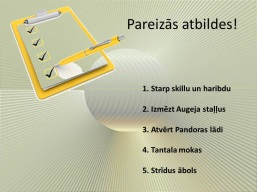 Pareizās atbildes!
1. Starp skillu un haribdu
2. Izmēzt Augeja staļļus
3. Atvērt Pandoras lādi
4. Tantala mokas
5. Strīdus ābols